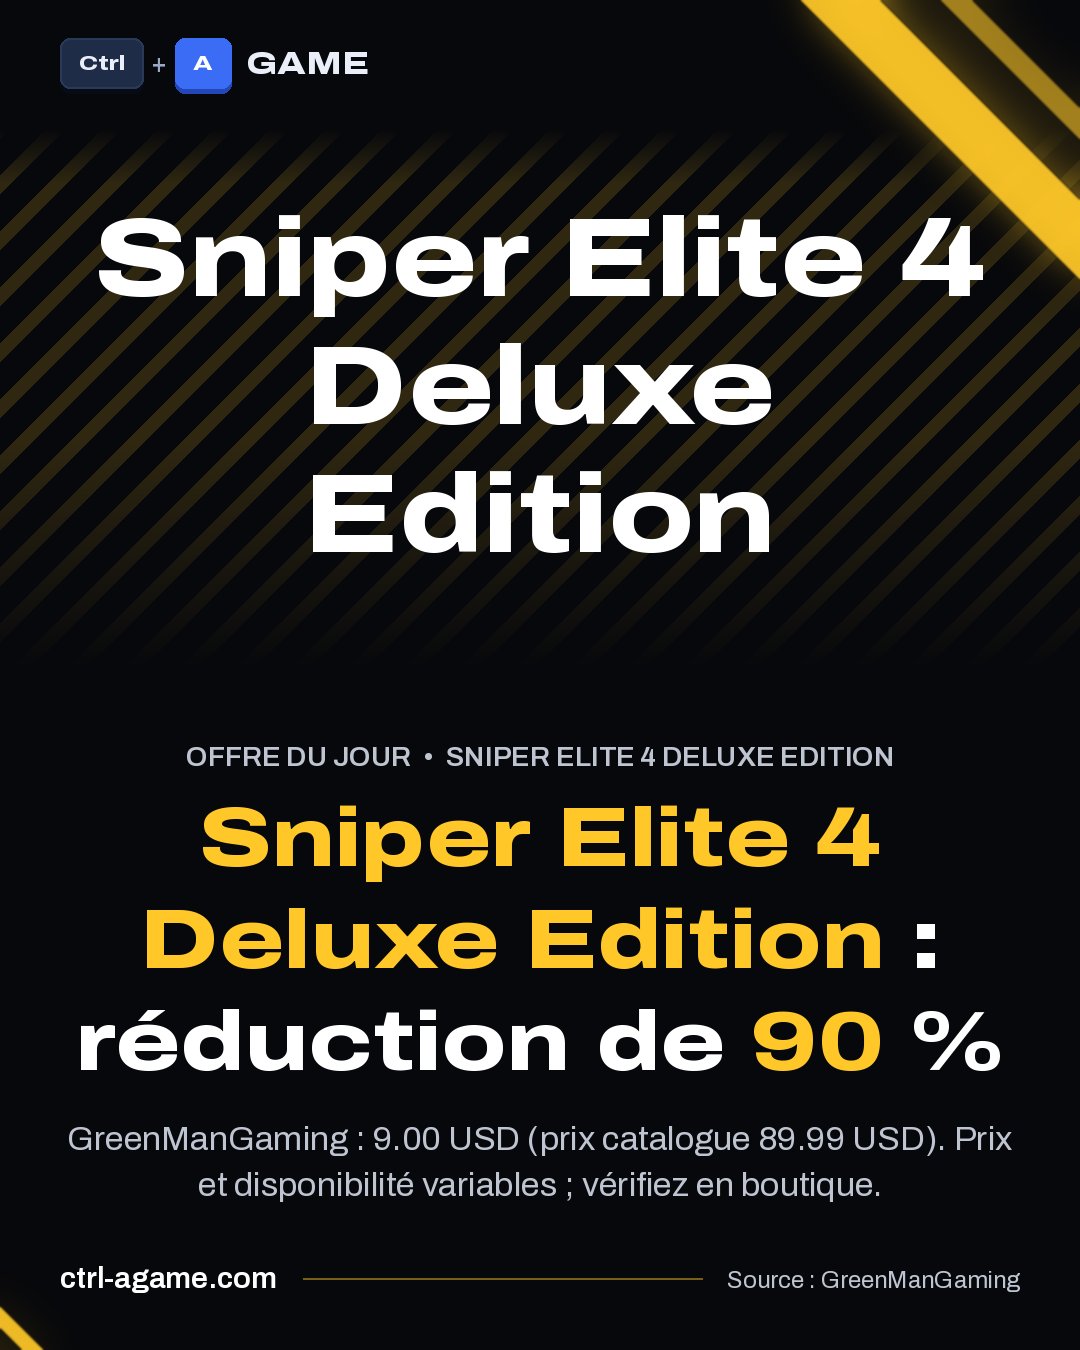 Ctrl + A GAME
Sniper Elite 4
Deluxe
Edition
OFFRE DU JOUR • SNIPER ELITE 4 DELUXE EDITION
Sniper Elite 4
Deluxe Edition :
réduction de 90 %
GreenManGaming : 9.00 USD (prix catalogue 89.99 USD). Prix
et disponibilité variables ; vérifiez en boutique.
ctrl-agame.com
Source : GreenManGaming